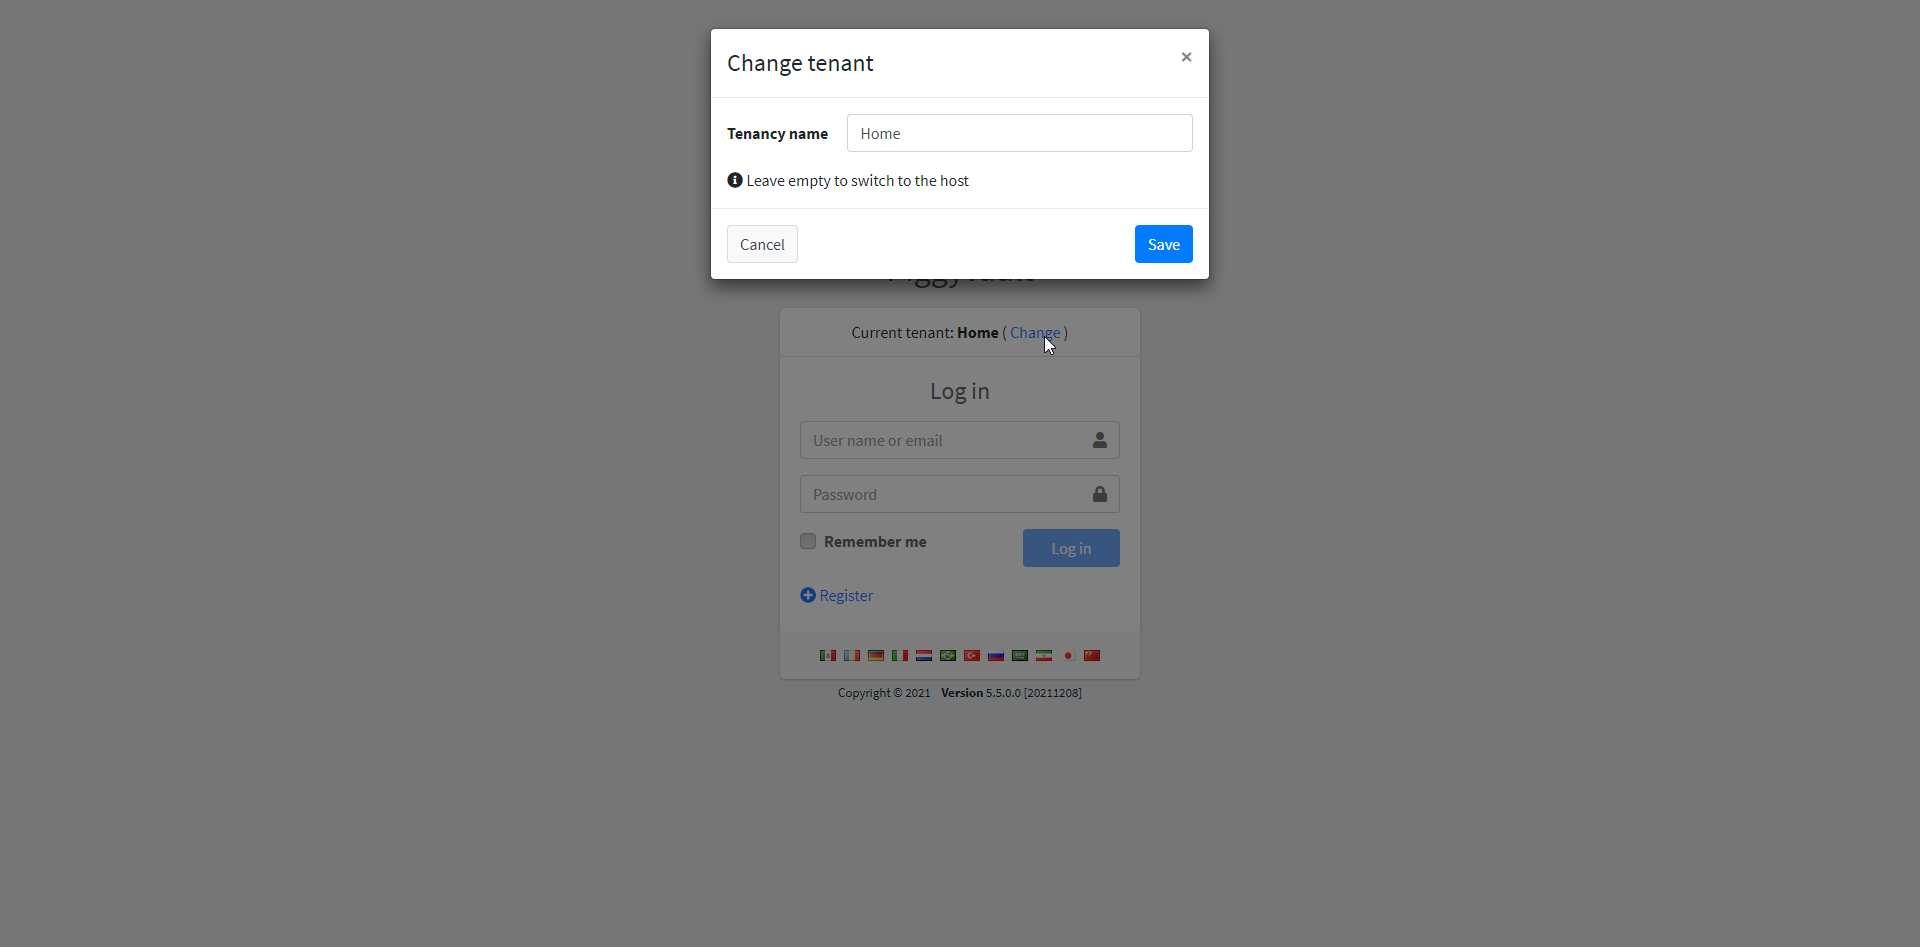 Change tenant
×
Tenancy name
Home
Leave empty to switch to the host
Cancel
Save
Current tenant: Home ( Change )
Log in
User name or email
Password
Remember me
Log in
Register
Copyright © 2021 Version 5.5.0.0 [20211208]